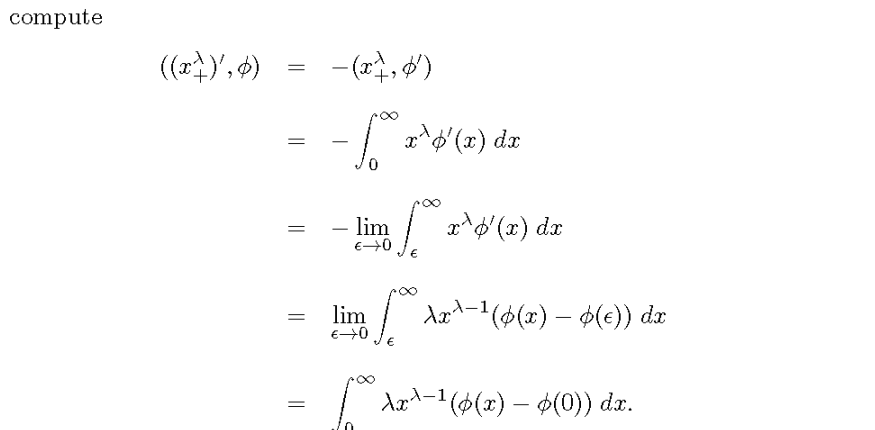 compute
((x_+^λ)′, ϕ) = −(x_+^λ, ϕ′)
= −∫_0^∞ x^λ ϕ′(x) dx
= −lim_{ϵ→0} ∫_ϵ^∞ x^λ ϕ′(x) dx
= lim_{ϵ→0} ∫_ϵ^∞ λx^{λ−1}(ϕ(x) − ϕ(ϵ)) dx
= ∫_0^∞ λx^{λ−1}(ϕ(x) − ϕ(0)) dx.